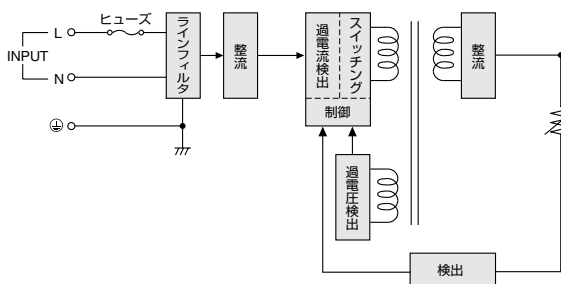 ヒューズ
L
INPUT
N
ラインフィルタ
整流
過電流検出
スイッチング
制御
整流
過電圧検出
検出